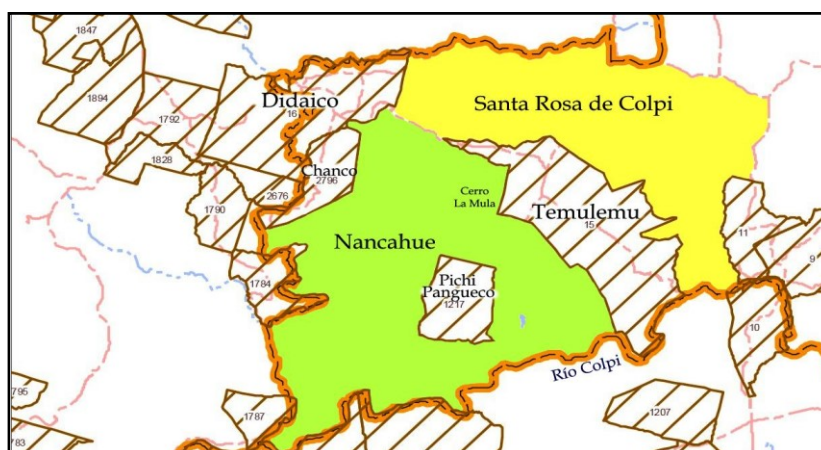 1847
1894
Didaico
16
Santa Rosa de Colpi
1792
1828
Chanco
2796
2676
Cerro
La Mula
1790
Temulemu
15
11
Nancahue
9
1784
Pichi
Pangueco
1217
10
Río Colpi
795
1787
1207
783